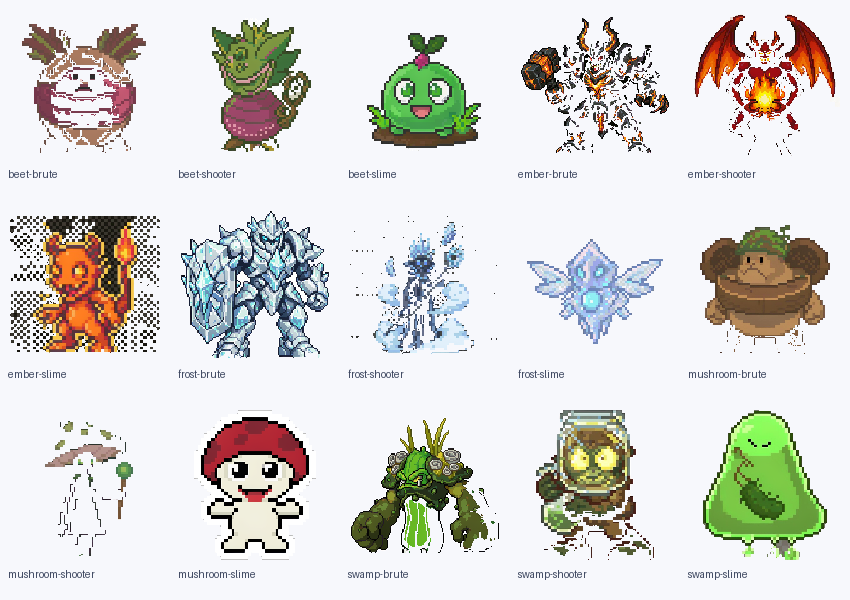 beet-brute
beet-shooter
beet-slime
ember-brute
ember-shooter
ember-slime
frost-brute
frost-shooter
frost-slime
mushroom-brute
mushroom-shooter
mushroom-slime
swamp-brute
swamp-shooter
swamp-slime